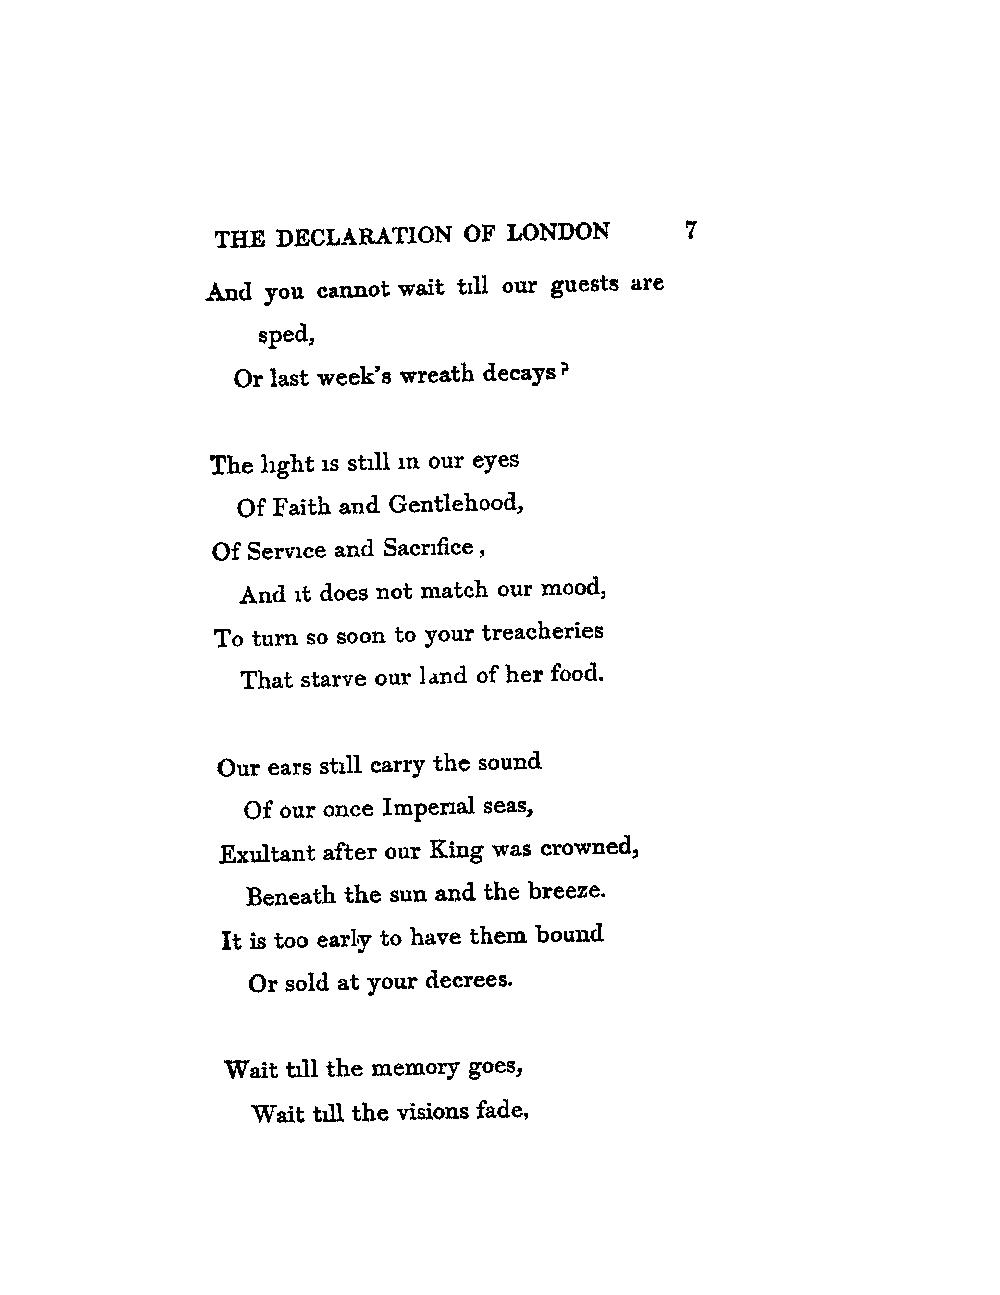 THE DECLARATION OF LONDON 7
And you cannot wait till our guests are
sped,
Or last week's wreath decays?
The light is still in our eyes
Of Faith and Gentlehood,
Of Service and Sacrifice,
And it does not match our mood,
To turn so soon to your treacheries
That starve our land of her food.
Our ears still carry the sound
Of our once Imperial seas,
Exultant after our King was crowned,
Beneath the sun and the breeze.
It is too early to have them bound
Or sold at your decrees.
Wait till the memory goes,
Wait till the visions fade,